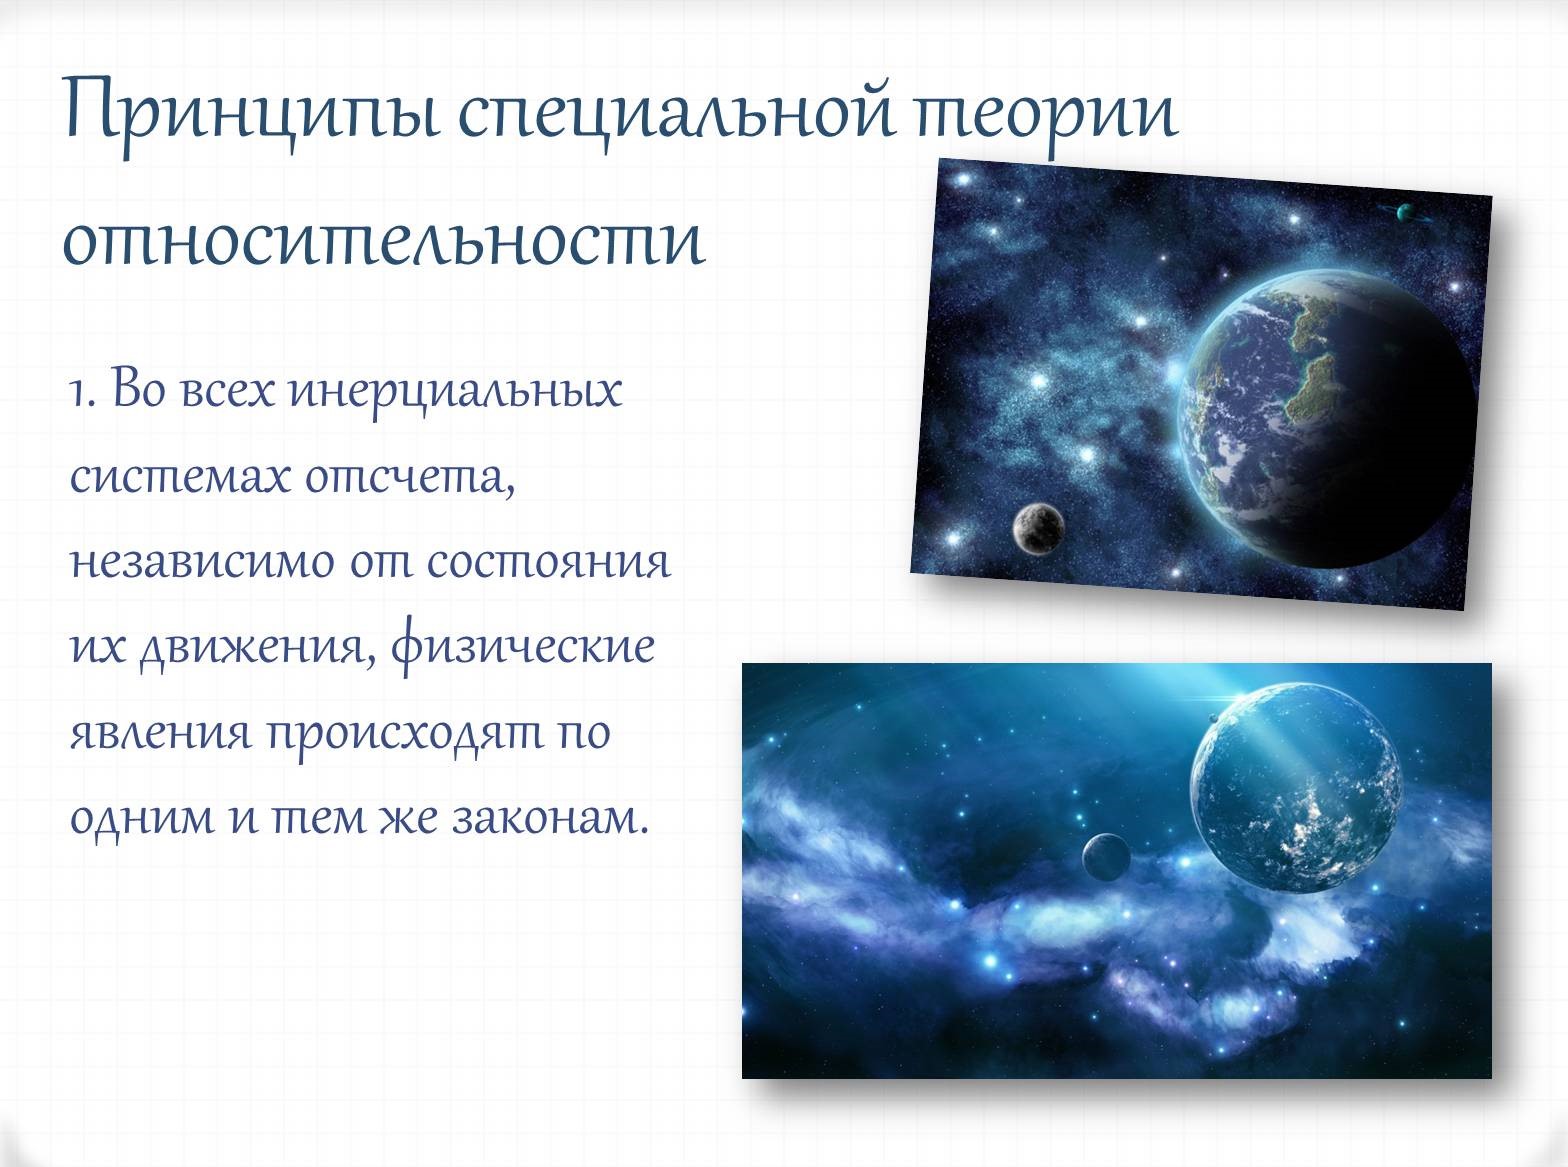 Принципы специальной теории
относительности
1. Во всех инерциальных
системах отсчета,
независимо от состояния
их движения, физические
явления происходят по
одним и тем же законам.